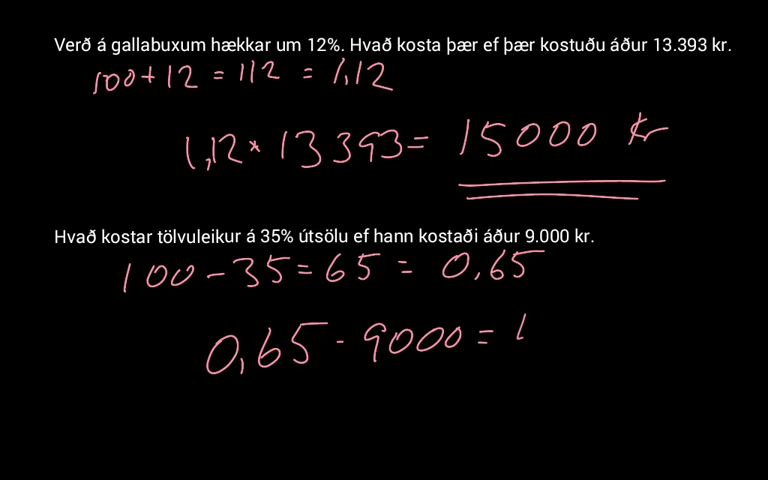 Verð á gallabuxum hækkar um 12%. Hvað kosta þær ef þær kostuðu áður 13.393 kr.
100+12 = 112 = 1,12
1,12 * 13393 = 15000 kr
Hvað kostar tölvuleikur á 35% útsölu ef hann kostaði áður 9.000 kr.
100 - 35 = 65 = 0,65
0,65 · 9000 =